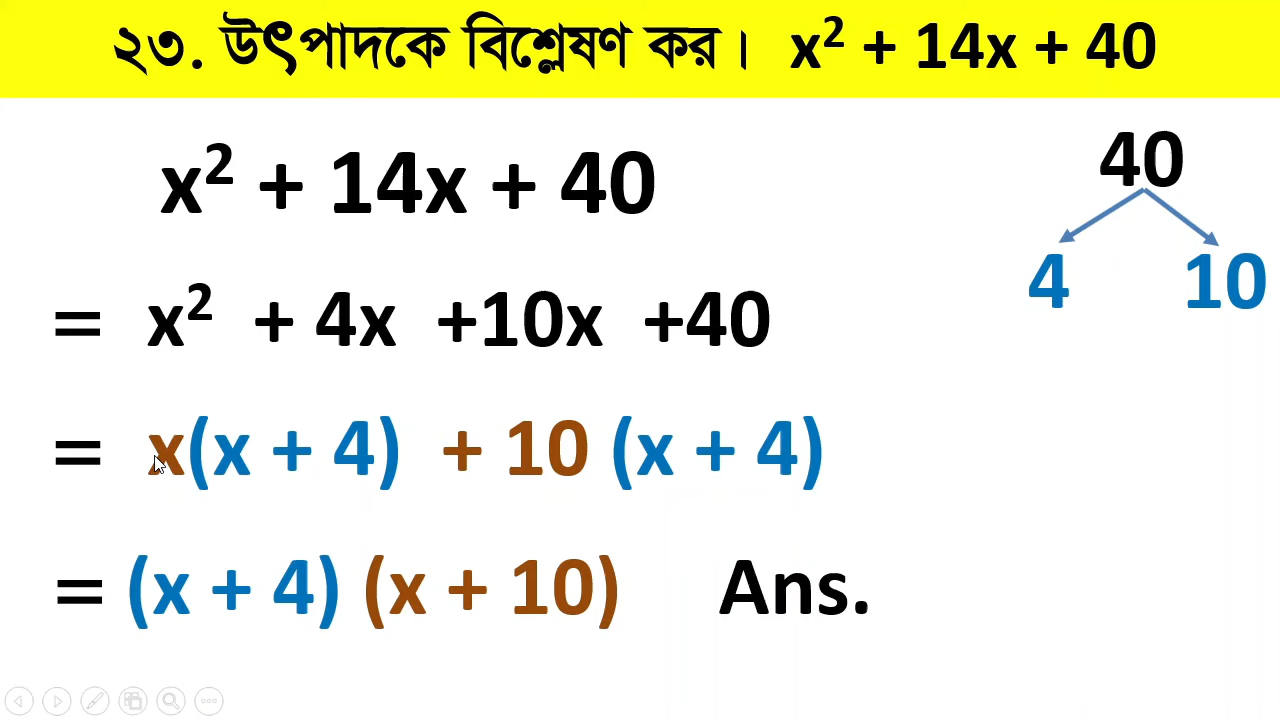 ২৩. উৎপাদকে বিশ্লেষণ কর। x² + 14x + 40
x² + 14x + 40
40
4 10
= x² + 4x +10x +40
= x(x + 4) + 10 (x + 4)
= (x + 4) (x + 10) Ans.